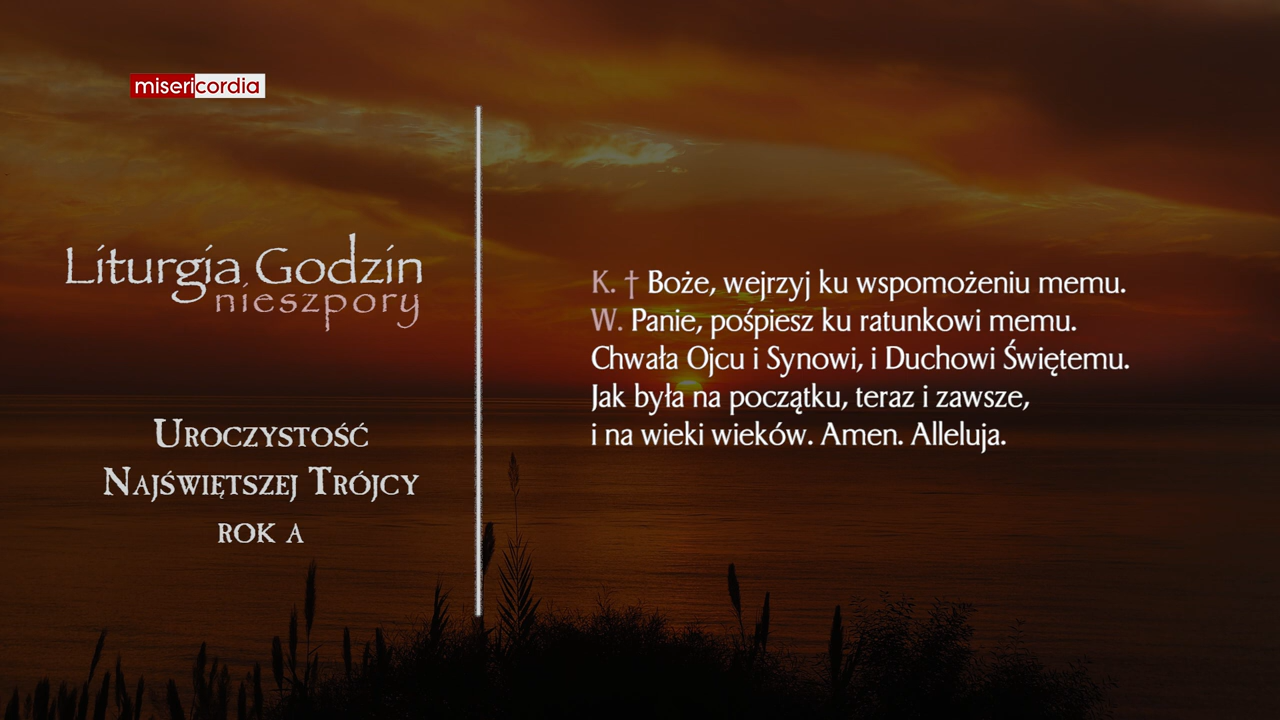 misericordia
Liturgia Godzin
nieszpory
Uroczystość
Najświętszej Trójcy
rok a
K. † Boże, wejrzyj ku wspomożeniu memu.
W. Panie, pośpiesz ku ratunkowi memu.
Chwała Ojcu i Synowi, i Duchowi Świętemu.
Jak była na początku, teraz i zawsze,
i na wieki wieków. Amen. Alleluja.